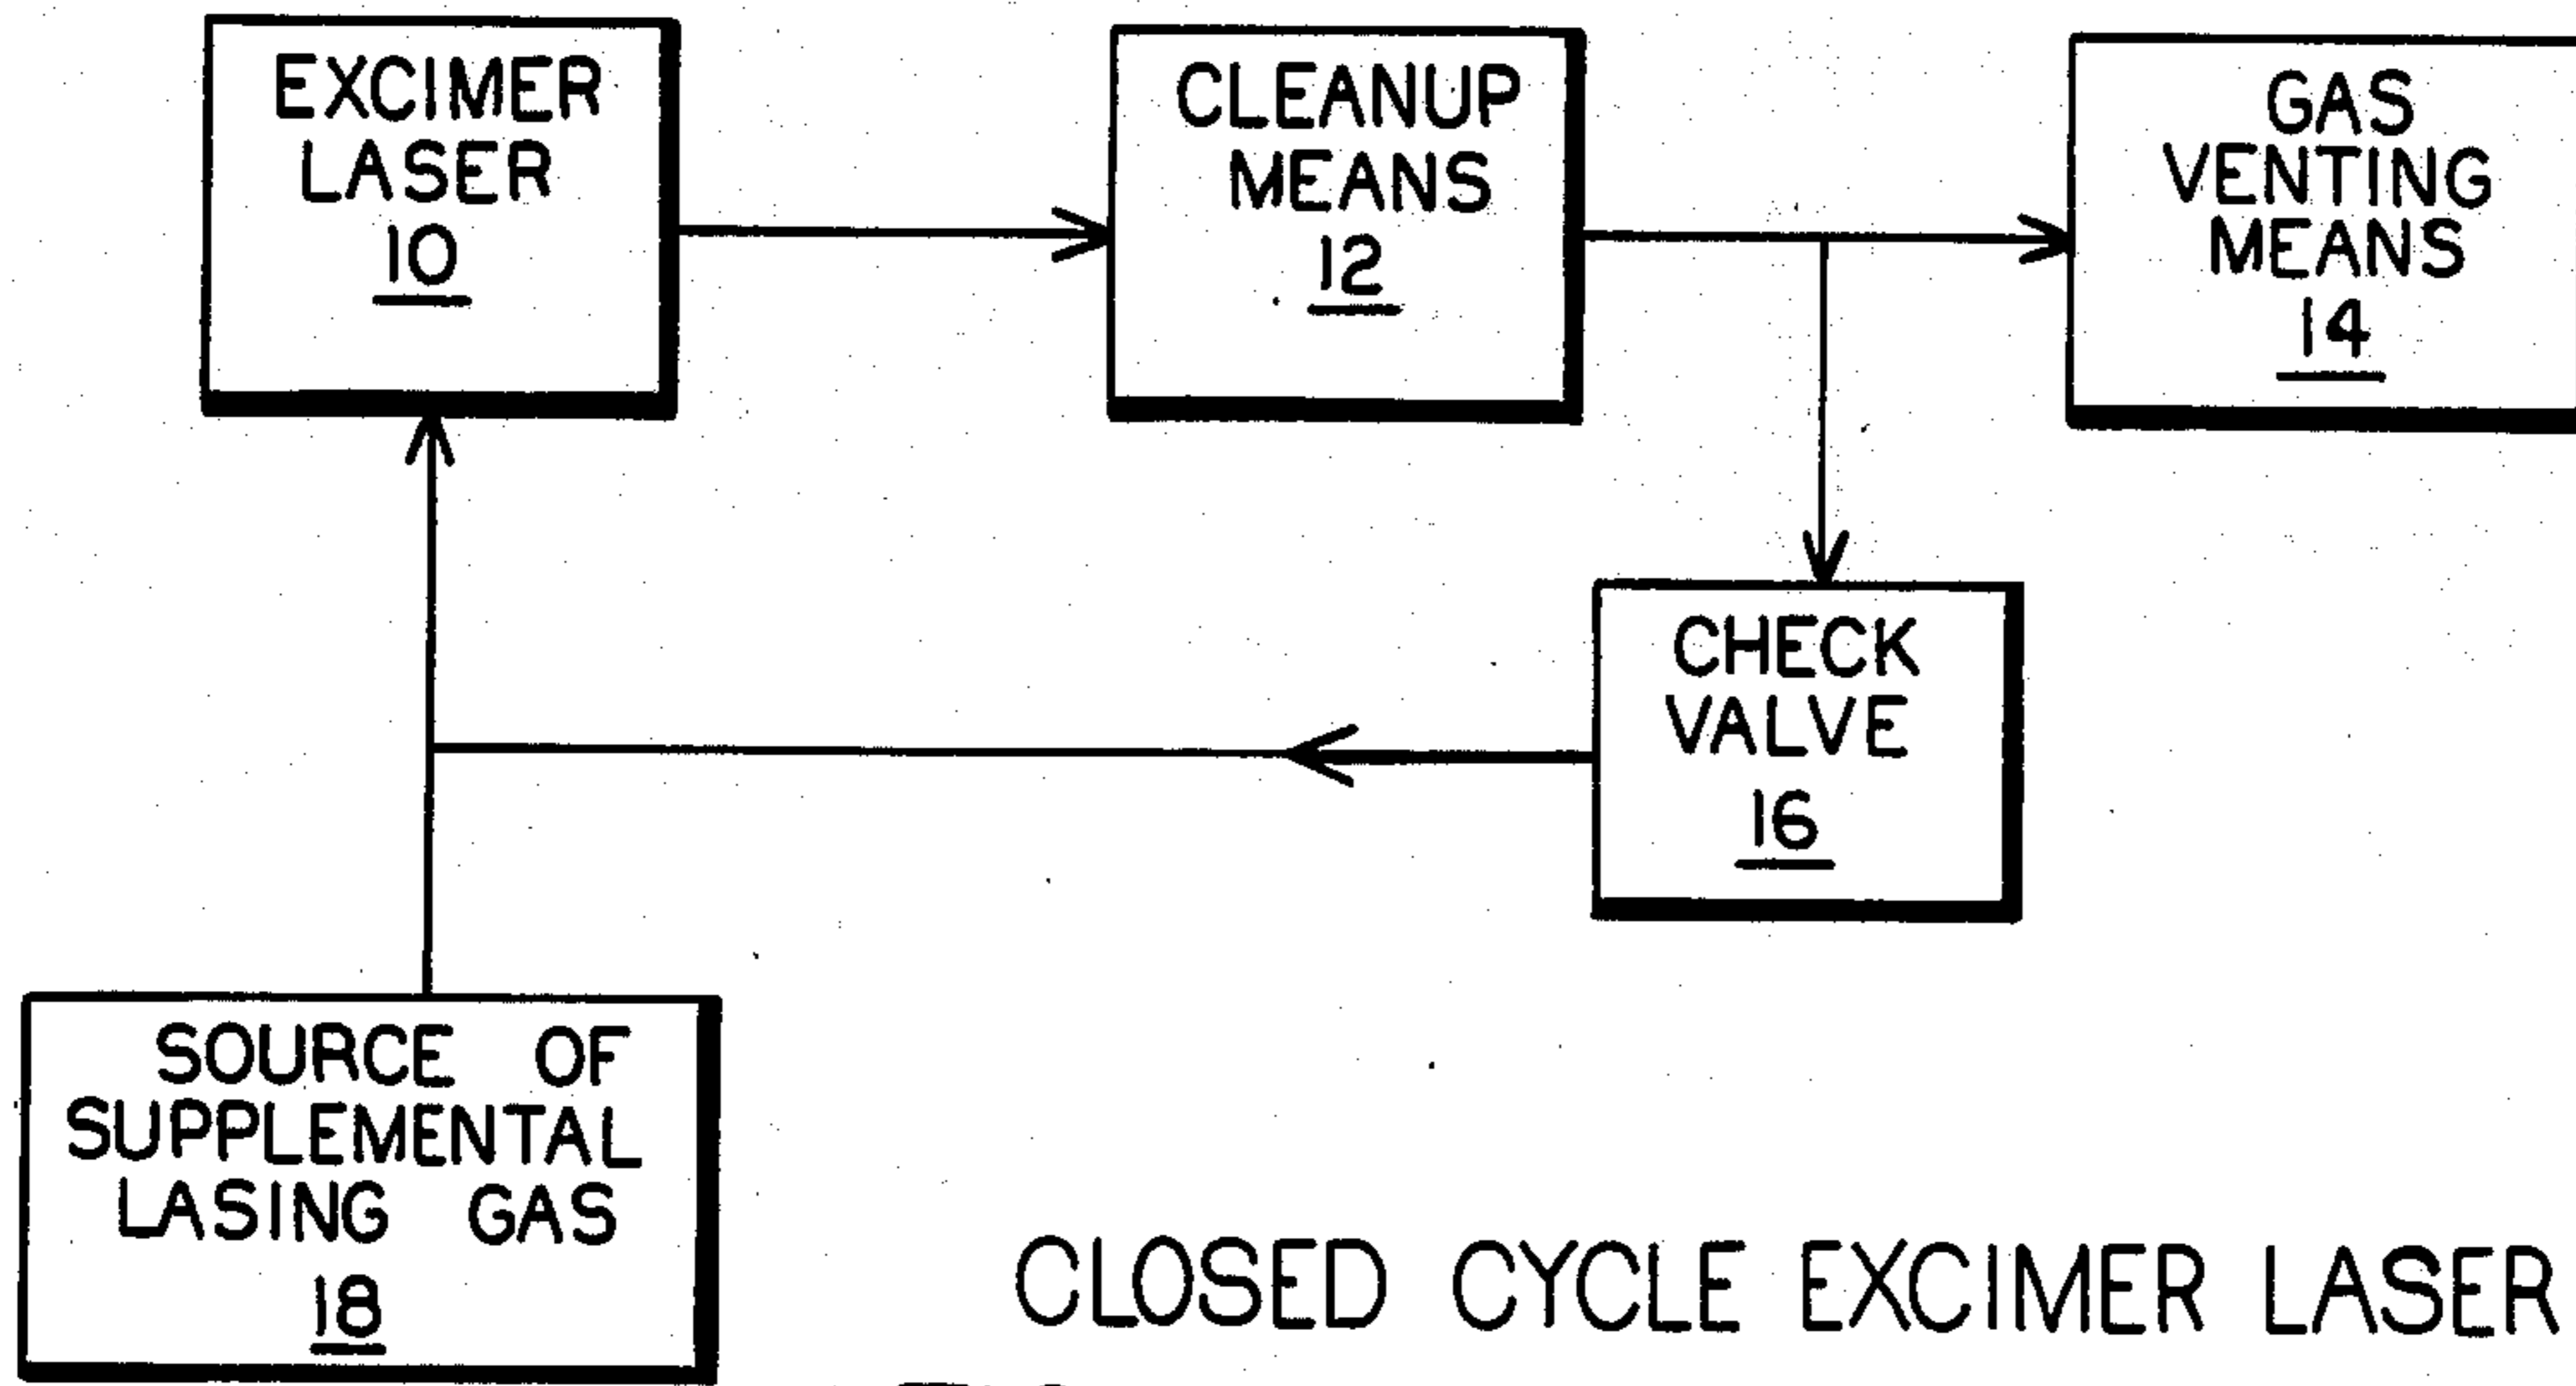 EXCIMER
LASER
10
CLEANUP
MEANS
12
GAS
VENTING
MEANS
14
CHECK
VALVE
16
SOURCE OF
SUPPLEMENTAL
LASING GAS
18
CLOSED CYCLE EXCIMER LASER